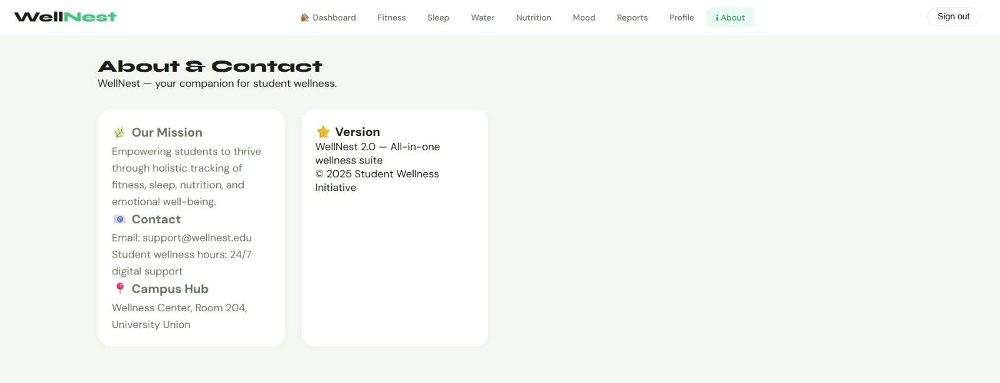 WellNest
🏠 Dashboard
Fitness
Sleep
Water
Nutrition
Mood
Reports
Profile
ℹ About
Sign out
About & Contact
WellNest — your companion for student wellness.
🌿 Our Mission
Empowering students to thrive
through holistic tracking of
fitness, sleep, nutrition, and
emotional well-being.
📧 Contact
Email: support@wellnest.edu
Student wellness hours: 24/7
digital support
📍 Campus Hub
Wellness Center, Room 204,
University Union
⭐ Version
WellNest 2.0 — All-in-one
wellness suite
© 2025 Student Wellness
Initiative